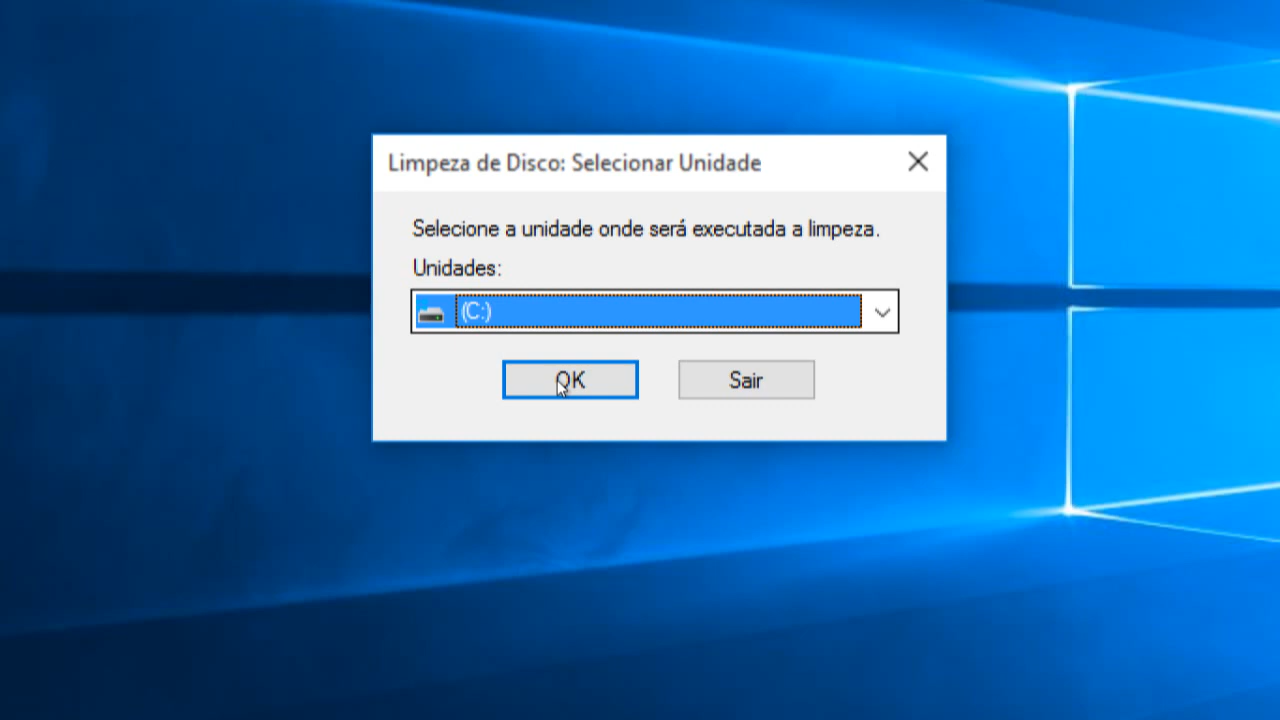 Limpeza de Disco: Selecionar Unidade
Selecione a unidade onde será executada a limpeza.
Unidades:
(C:)
OK Sair